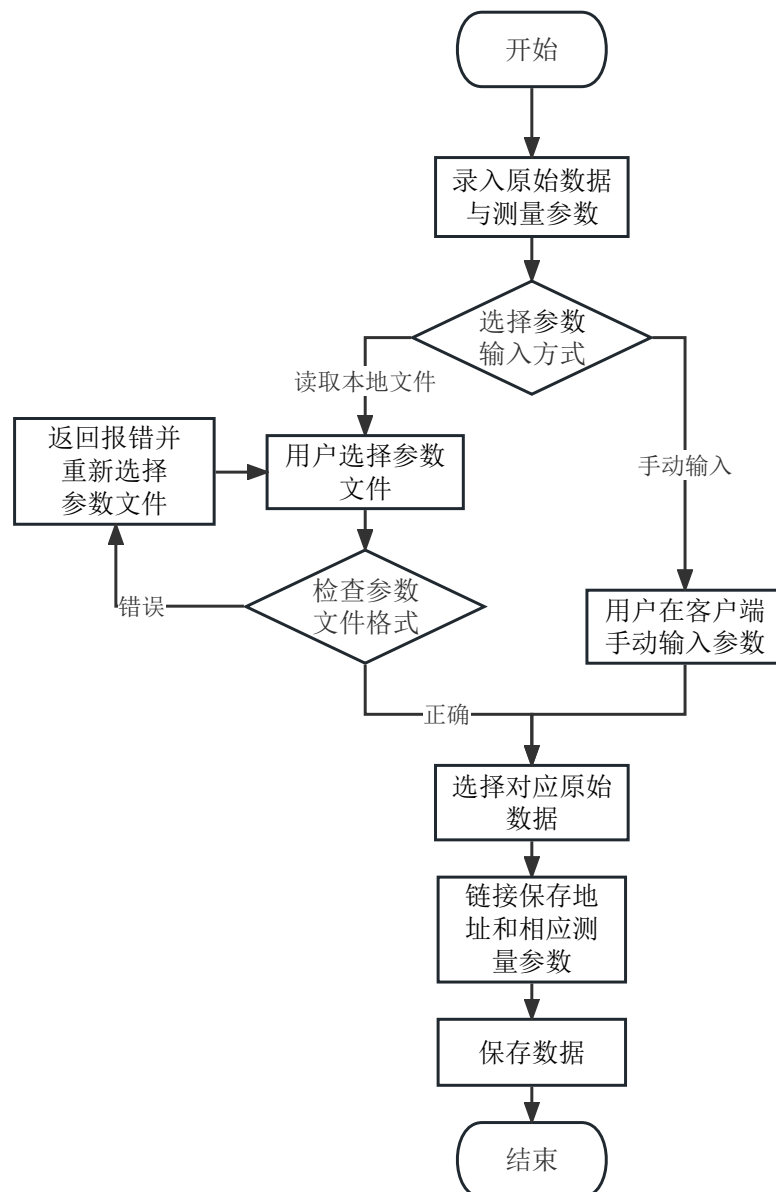 开始
录入原始数据
与测量参数
选择参数
输入方式
读取本地文件
手动输入
返回报错并
重新选择
参数文件
用户选择参数
文件
检查参数
文件格式
错误
用户在客户端
手动输入参数
正确
选择对应原始
数据
链接保存地
址和相应测
量参数
保存数据
结束